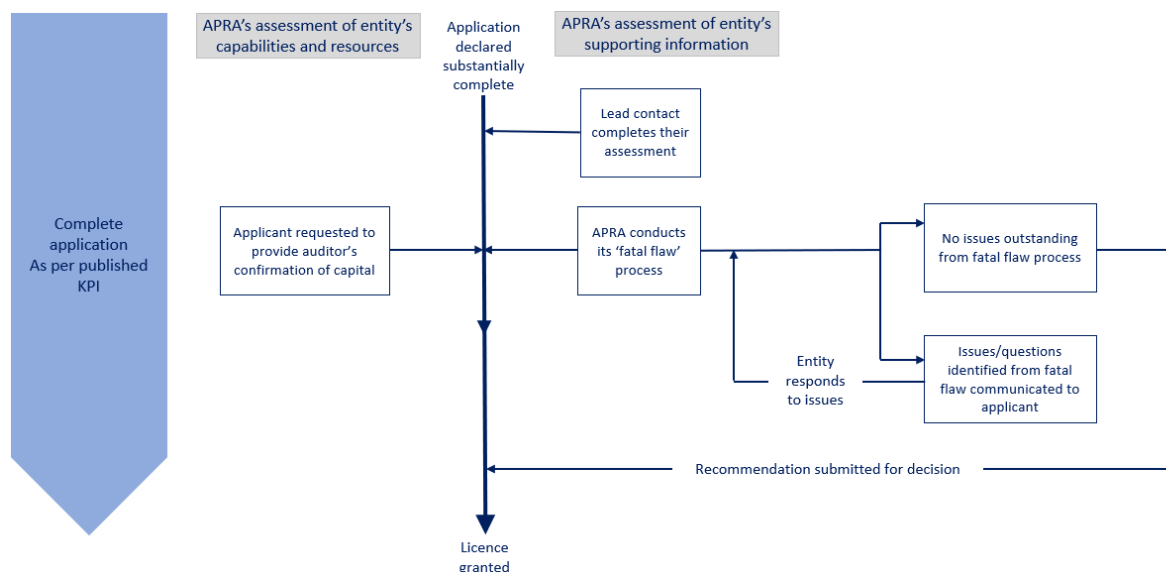 APRA's assessment of entity's
capabilities and resources
Application
declared
substantially
complete
APRA's assessment of entity's
supporting information
Lead contact
completes their
assessment
Complete
application
As per published
KPI
Applicant requested to
provide auditor's
confirmation of capital
APRA conducts
its 'fatal flaw'
process
No issues outstanding
from fatal flaw process
Entity
responds
to issues
Issues/questions
identified from fatal
flaw communicated to
applicant
Recommendation submitted for decision
Licence
granted